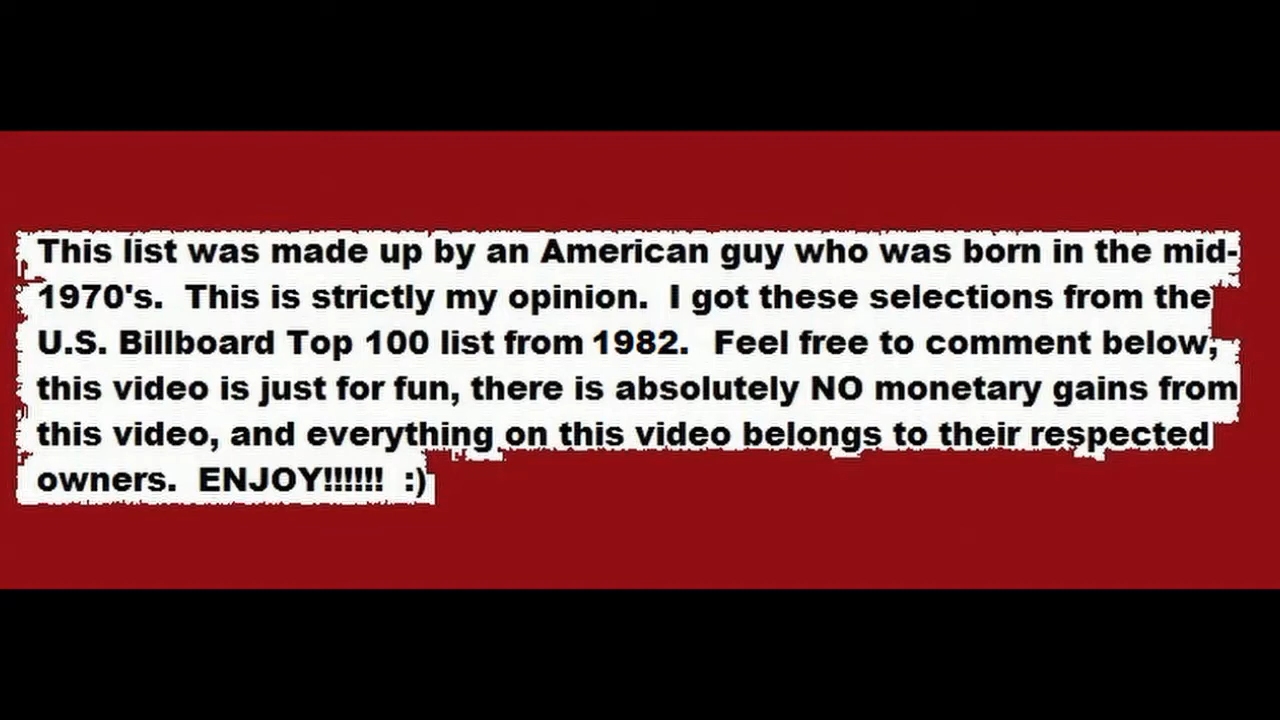 This list was made up by an American guy who was born in the mid-
1970's.  This is strictly my opinion.  I got these selections from the
U.S. Billboard Top 100 list from 1982.  Feel free to comment below,
this video is just for fun, there is absolutely NO monetary gains from
this video, and everything on this video belongs to their respected
owners.  ENJOY!!!!!!  :)